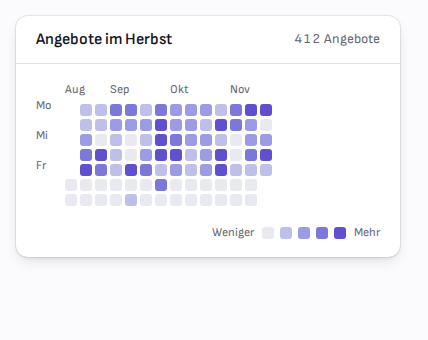 Angebote im Herbst
412 Angebote
Aug Sep Okt Nov
Mo
Mi
Fr
Weniger Mehr